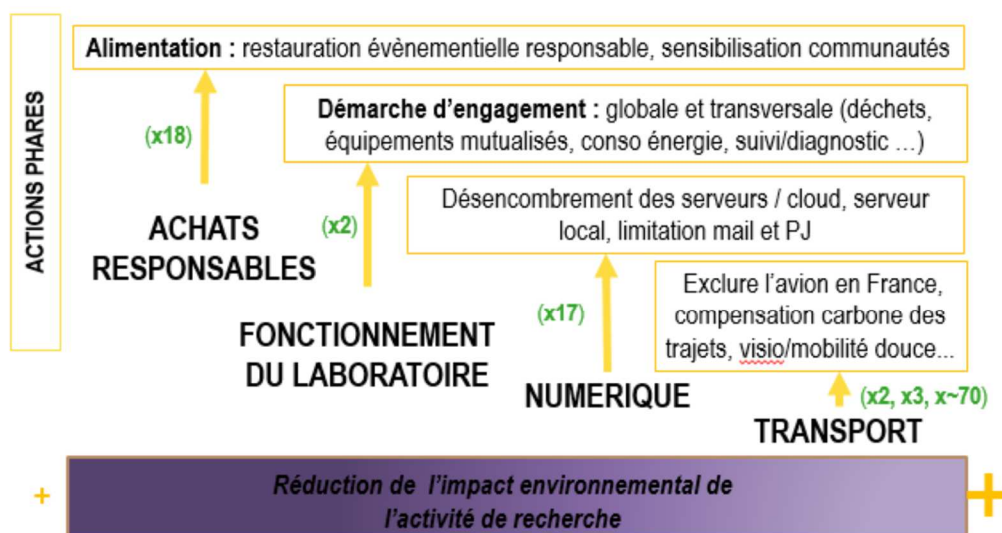 ACTIONS PHARES
Alimentation : restauration évènementielle responsable, sensibilisation communautés
(x18)
Démarche d'engagement : globale et transversale (déchets,
équipements mutualisés, conso énergie, suivi/diagnostic ...)
ACHATS
RESPONSABLES
(x2)
Désencombrement des serveurs / cloud, serveur
local, limitation mail et PJ
FONCTIONNEMENT
DU LABORATOIRE
(x17)
Exclure l'avion en France,
compensation carbone des
trajets, visio/mobilité douce...
NUMERIQUE
(x2, x3, x~70)
TRANSPORT
+
Réduction de l'impact environnemental de
l'activité de recherche
+